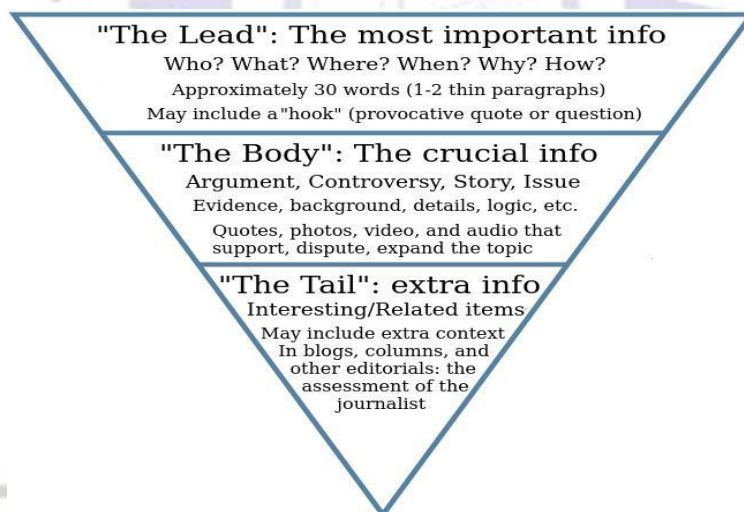 "The Lead": The most important info
Who? What? Where? When? Why? How?
Approximately 30 words (1-2 thin paragraphs)
May include a "hook" (provocative quote or question)
"The Body": The crucial info
Argument, Controversy, Story, Issue
Evidence, background, details, logic, etc.
Quotes, photos, video, and audio that
support, dispute, expand the topic
"The Tail": extra info
Interesting/Related items
May include extra context
In blogs, columns, and
other editorials: the
assessment of the
journalist